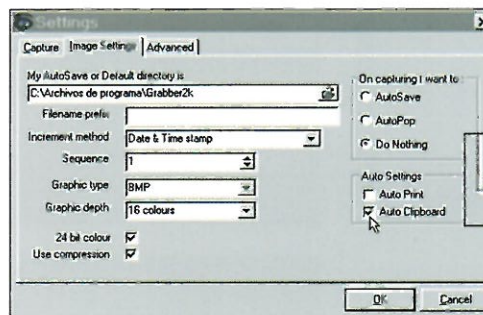 Settings
Capture Image Settings Advanced
My AutoSave or Default directory is
C:\Archivos de programa\Grabber2k
Filename prefix
Increment method Date & Time stamp
Sequence 1
Graphic type BMP
Graphic depth 16 colours
24 bit colour
Use compression
On capturing I want to:
AutoSave
AutoPop
Do Nothing
Auto Settings
Auto Print
Auto Clipboard
OK Cancel